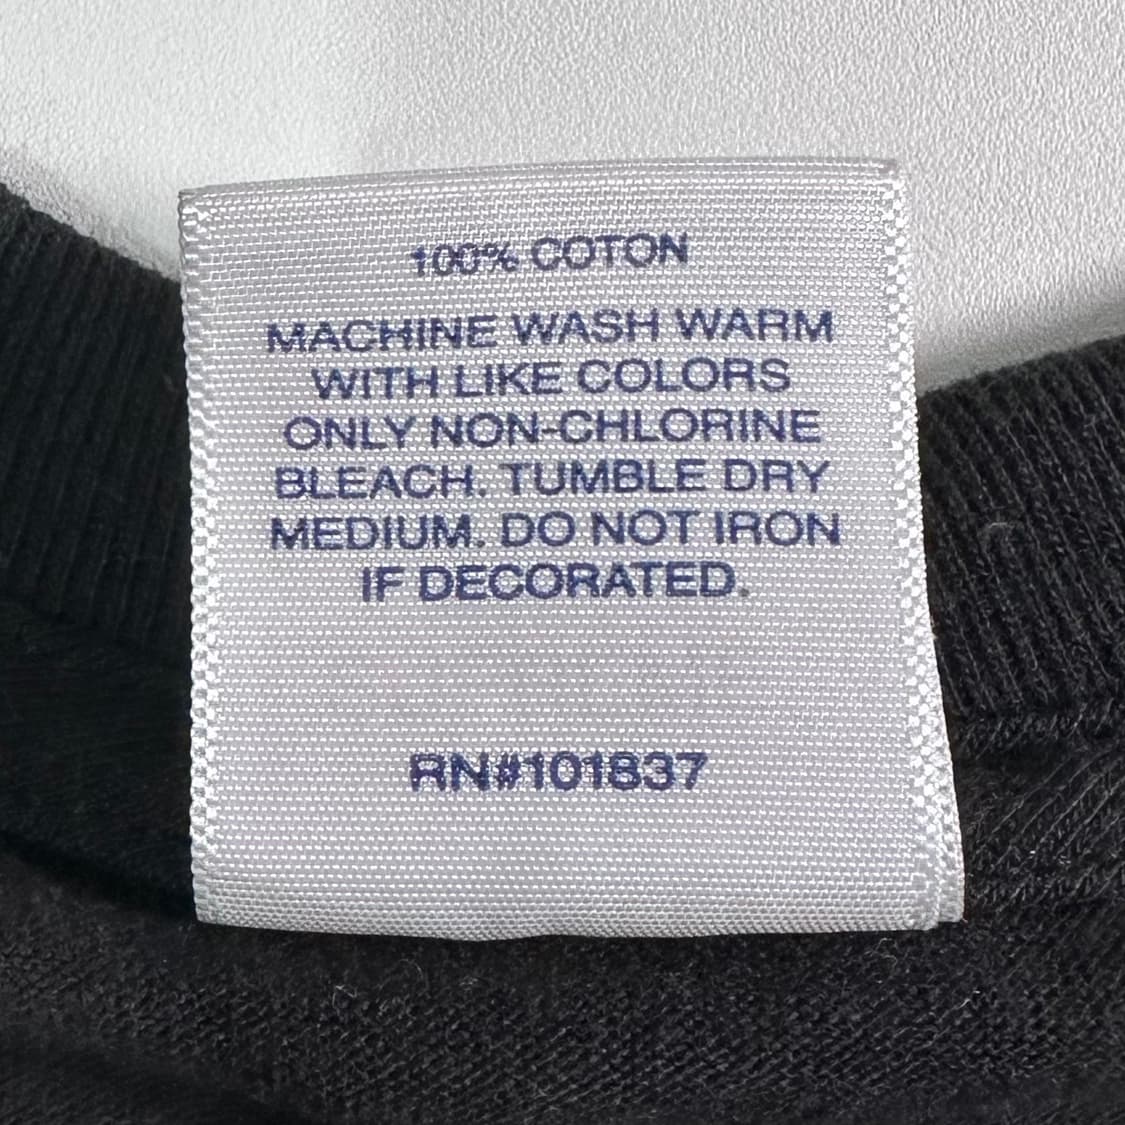 100% COTON
MACHINE WASH WARM
WITH LIKE COLORS
ONLY NON-CHLORINE
BLEACH. TUMBLE DRY
MEDIUM. DO NOT IRON
IF DECORATED.
RN#101837